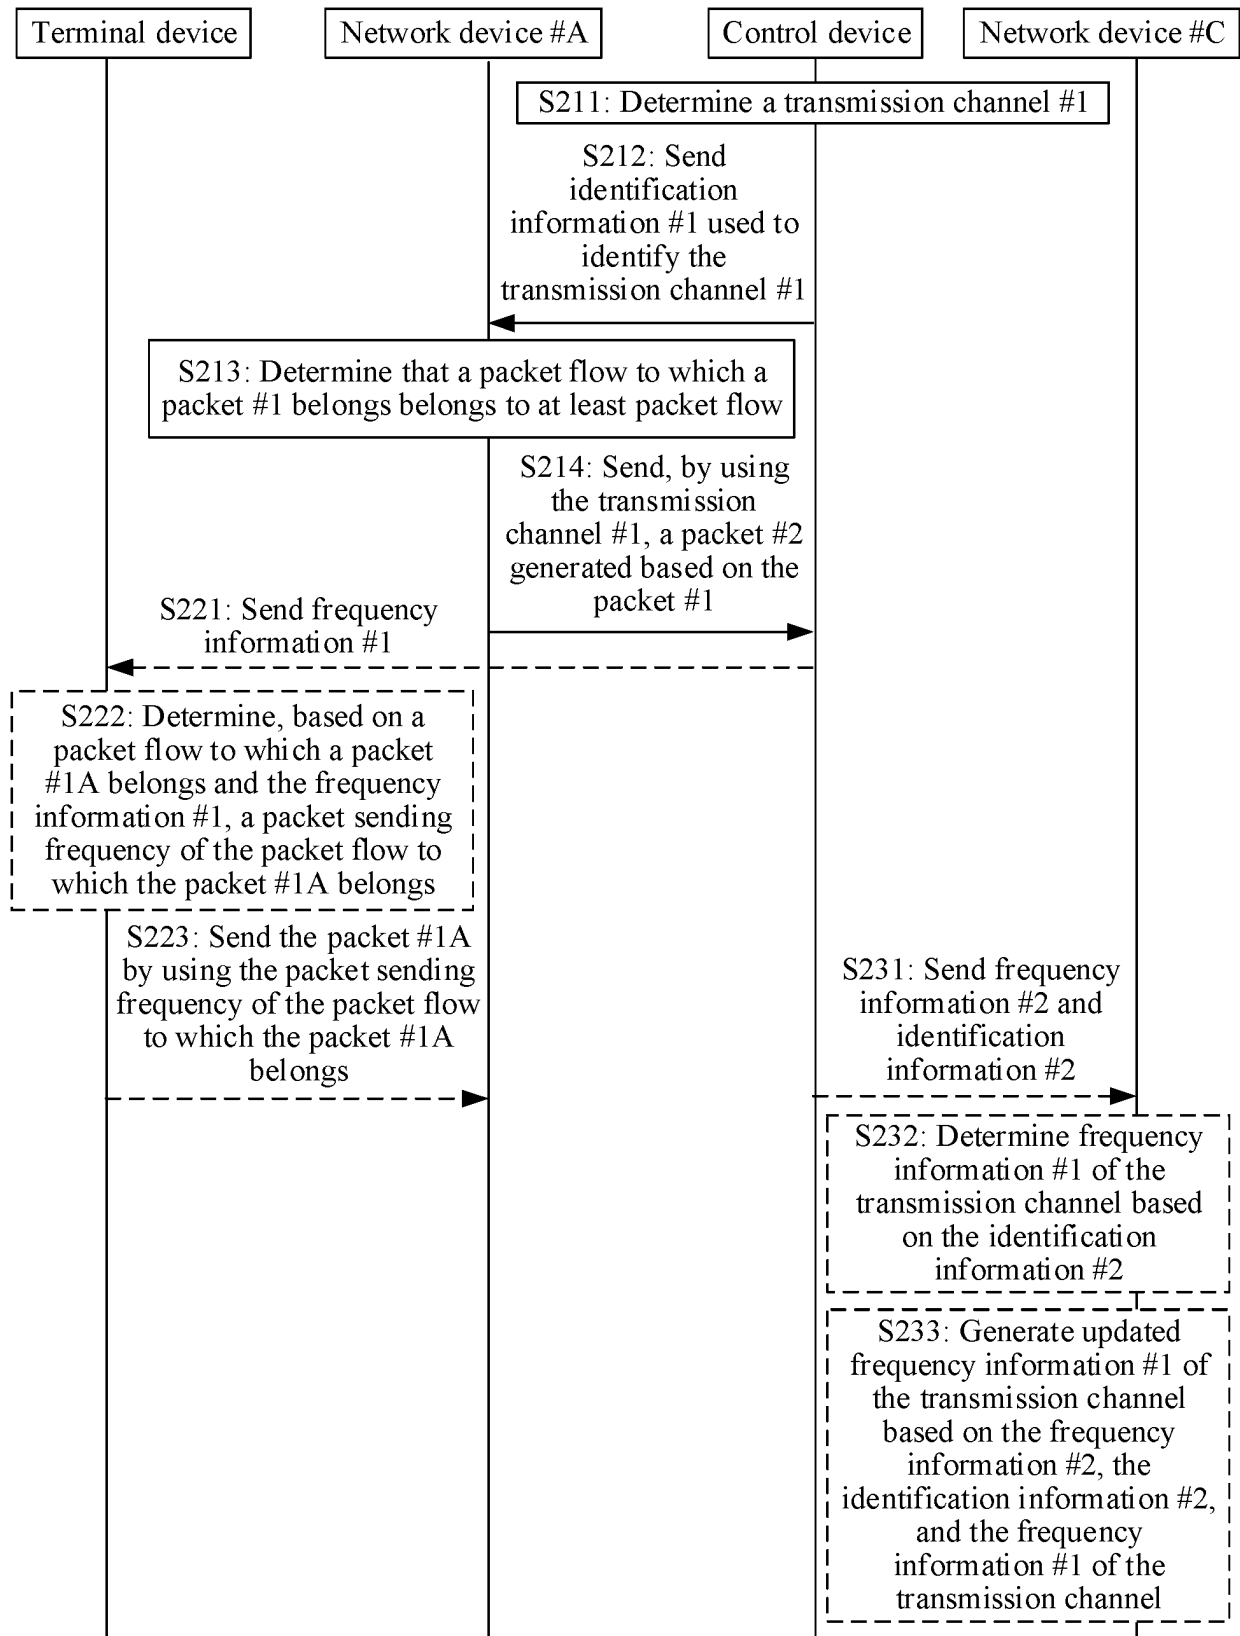 Terminal device
Network device #A
Control device
Network device #C
S211: Determine a transmission channel #1
S212: Send
identification
information #1 used to
identify the
transmission channel #1
S213: Determine that a packet flow to which a
packet #1 belongs belongs to at least packet flow
S214: Send, by using
the transmission
channel #1, a packet #2
generated based on the
packet #1
S221: Send frequency
information #1
S222: Determine, based on a
packet flow to which a packet
#1A belongs and the frequency
information #1, a packet sending
frequency of the packet flow to
which the packet #1A belongs
S223: Send the packet #1A
by using the packet sending
frequency of the packet flow
to which the packet #1A
belongs
S231: Send frequency
information #2 and
identification
information #2
S232: Determine frequency
information #1 of the
transmission channel based
on the identification
information #2
S233: Generate updated
frequency information #1 of
the transmission channel
based on the frequency
information #2, the
identification information #2,
and the frequency
information #1 of the
transmission channel